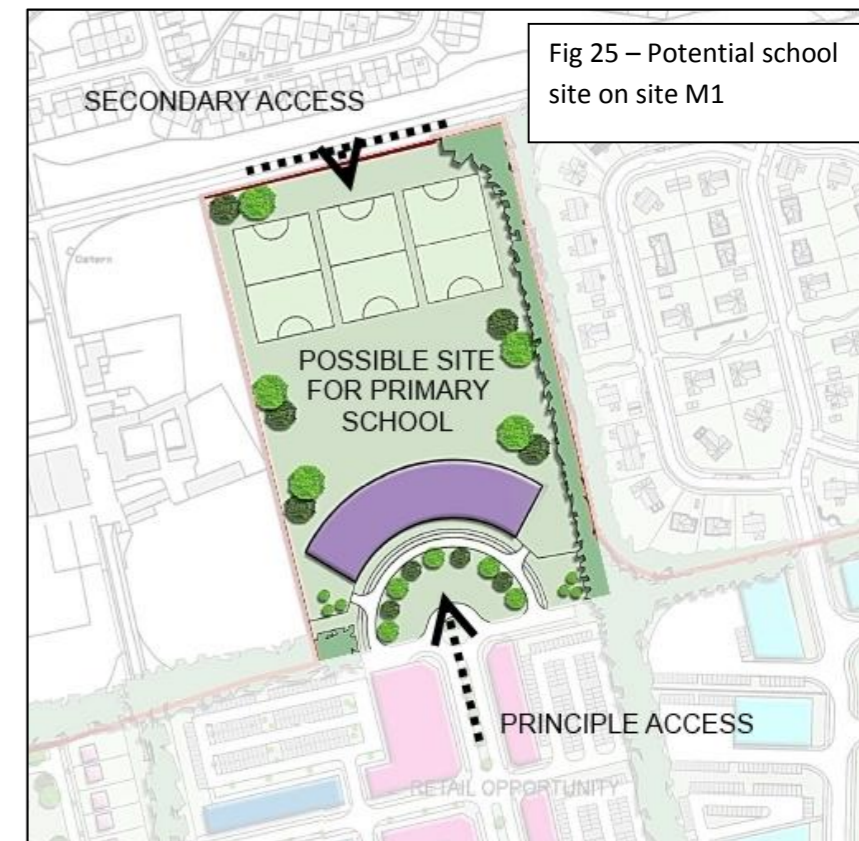 Fig 25 – Potential school
site on site M1
SECONDARY ACCESS
POSSIBLE SITE
FOR PRIMARY
SCHOOL
PRINCIPLE ACCESS
RETAIL OPPORTUNITY